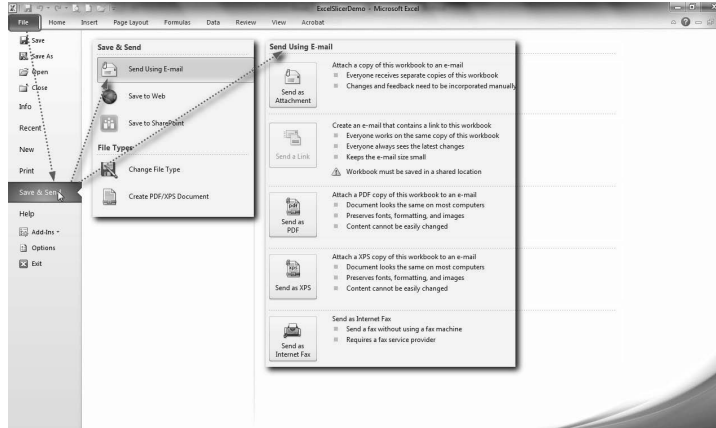 ExcelSlicerDemo - Microsoft Excel
File Home Insert Page Layout Formulas Data Review View Acrobat
Save
Save As
Open
Close
Info
Recent
New
Print
Save & Send
Help
Add-Ins
Options
Exit
Save & Send
Send Using E-mail
Save to Web
Save to SharePoint
File Types
Change File Type
Create PDF/XPS Document
Send Using E-mail
Send as
Attachment
Attach a copy of this workbook to an e-mail
Everyone receives separate copies of this workbook
Changes and feedback need to be incorporated manually
Send a Link
Create an e-mail that contains a link to this workbook
Everyone works on the same copy of this workbook
Everyone always sees the latest changes
Keeps the e-mail size small
Workbook must be saved in a shared location
Send as
PDF
Attach a PDF copy of this workbook to an e-mail
Document looks the same on most computers
Preserves fonts, formatting, and images
Content cannot be easily changed
Send as XPS
Attach a XPS copy of this workbook to an e-mail
Document looks the same on most computers
Preserves fonts, formatting, and images
Content cannot be easily changed
Send as
Internet Fax
Send as Internet Fax
Send a fax without using a fax machine
Requires a fax service provider